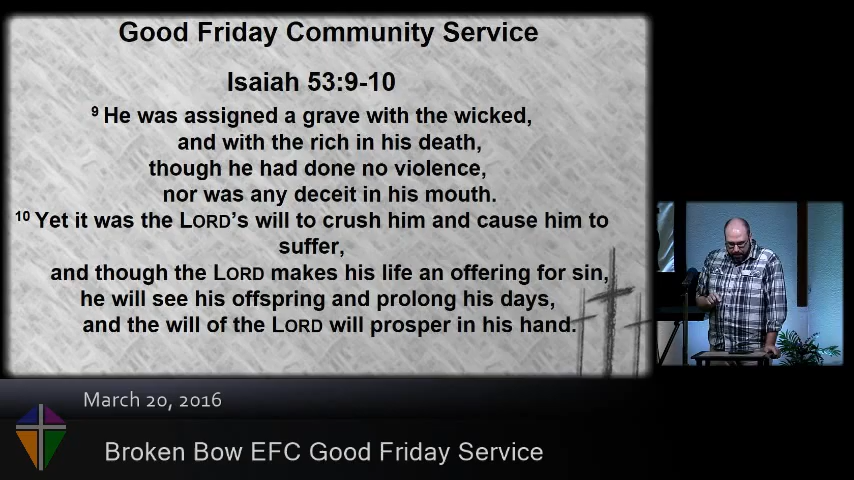 Good Friday Community Service
Isaiah 53:9-10
⁹ He was assigned a grave with the wicked,
and with the rich in his death,
though he had done no violence,
nor was any deceit in his mouth.
¹⁰ Yet it was the LORD’s will to crush him and cause him to
suffer,
and though the LORD makes his life an offering for sin,
he will see his offspring and prolong his days,
and the will of the LORD will prosper in his hand.
March 20, 2016
Broken Bow EFC Good Friday Service